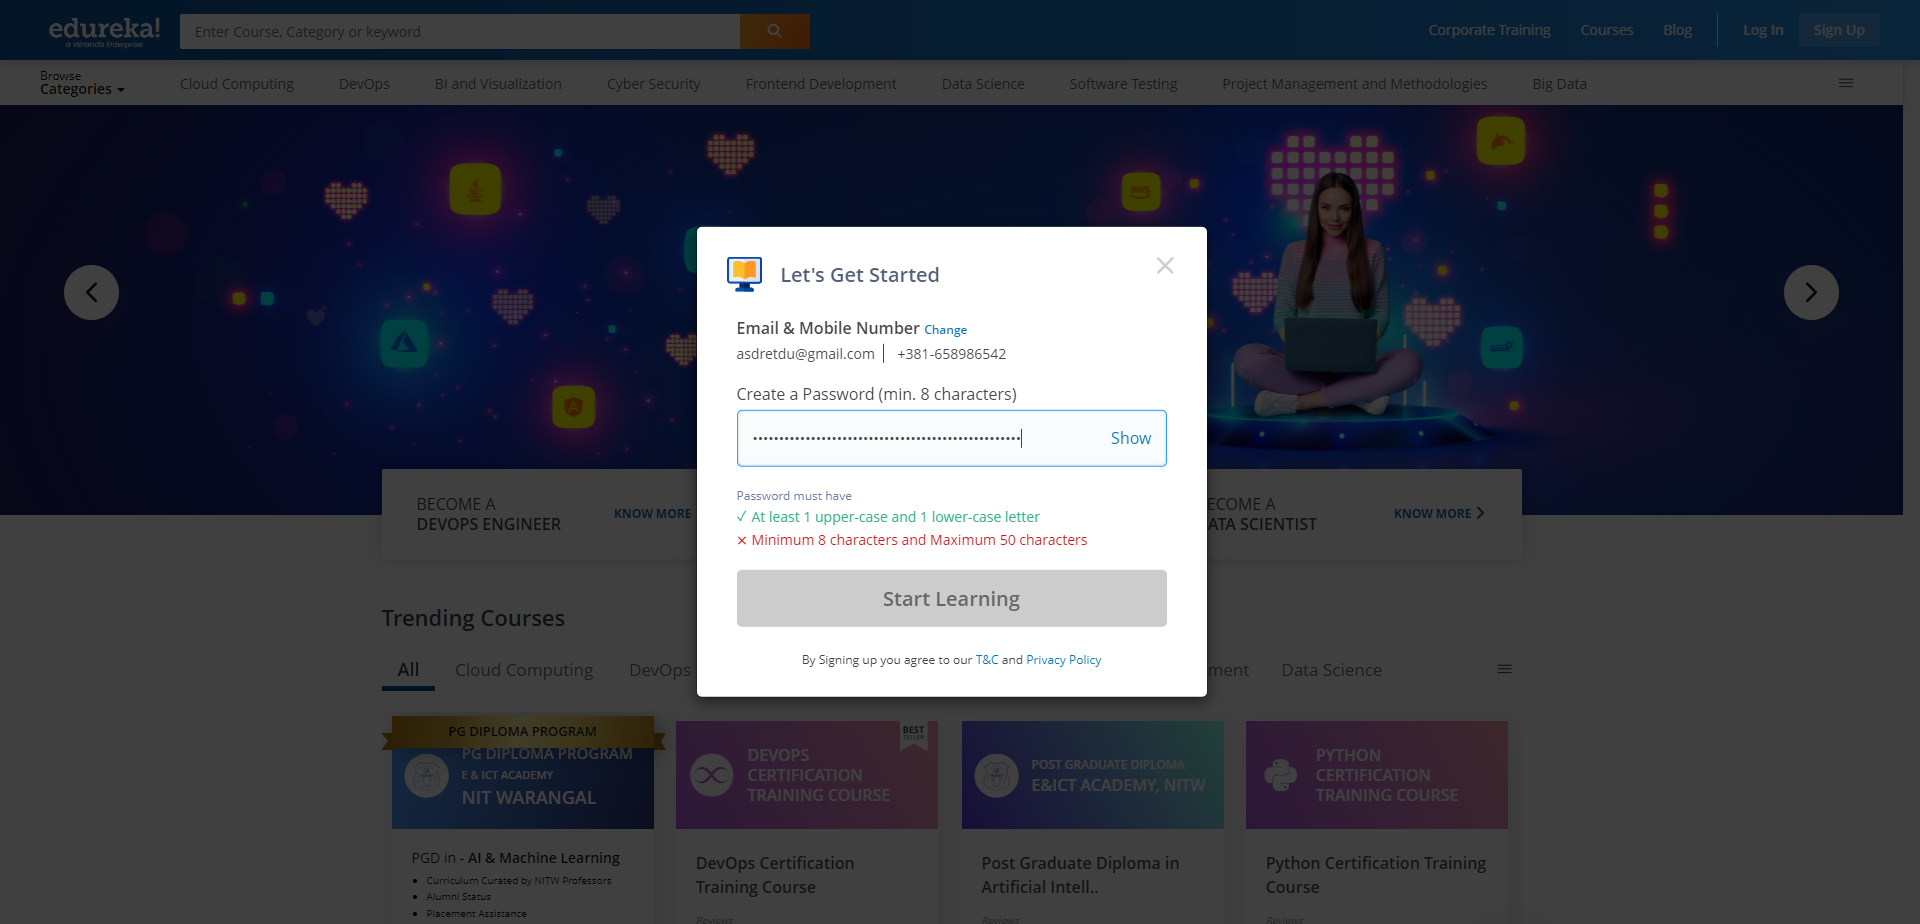 edureka!
a Veranda Enterprise
Enter Course, Category or keyword
Corporate Training
Courses
Blog
Log In
Sign Up
Browse
Categories
Cloud Computing
DevOps
BI and Visualization
Cyber Security
Frontend Development
Data Science
Software Testing
Project Management and Methodologies
Big Data
aws
Let's Get Started
Email & Mobile Number Change
asdretdu@gmail.com
+381-658986542
Create a Password (min. 8 characters)
Show
Password must have
✓ At least 1 upper-case and 1 lower-case letter
× Minimum 8 characters and Maximum 50 characters
Start Learning
By Signing up you agree to our T&C and Privacy Policy
BECOME A
DEVOPS ENGINEER
KNOW MORE
ECOME A
ATA SCIENTIST
KNOW MORE
Trending Courses
All
Cloud Computing
DevOps
ment
Data Science
PG DIPLOMA PROGRAM
PG DIPLOMA PROGRAM
E & ICT ACADEMY
NIT WARANGAL
PGD in - AI & Machine Learning
Curriculum Curated by NITW Professors
Alumni Status
Placement Assistance
BEST
SELLER
DEVOPS
CERTIFICATION
TRAINING COURSE
DevOps Certification
Training Course
Reviews
POST GRADUATE DIPLOMA
E&ICT ACADEMY, NITW
Post Graduate Diploma in
Artificial Intell..
Reviews
PYTHON
CERTIFICATION
TRAINING COURSE
Python Certification Training
Course
Reviews